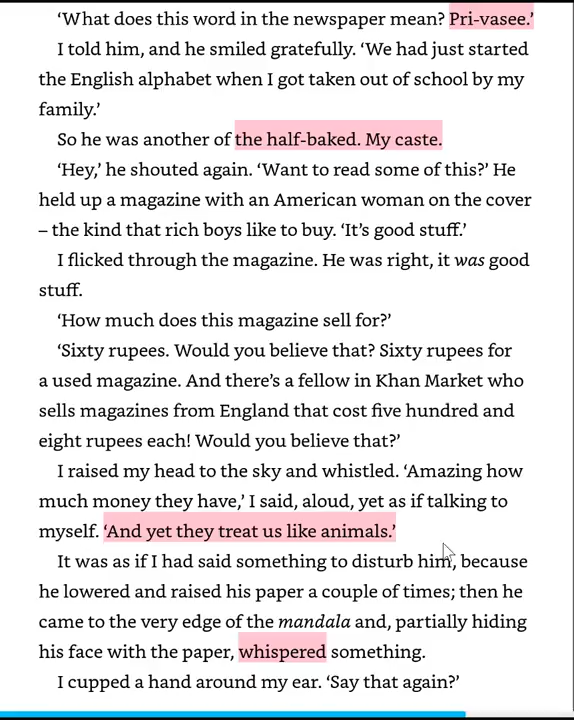 ‘What does this word in the newspaper mean? Pri-vasee.’
I told him, and he smiled gratefully. ‘We had just started
the English alphabet when I got taken out of school by my
family.’
So he was another of the half-baked. My caste.
‘Hey,’ he shouted again. ‘Want to read some of this?’ He
held up a magazine with an American woman on the cover
– the kind that rich boys like to buy. ‘It’s good stuff.’
I flicked through the magazine. He was right, it was good
stuff.
‘How much does this magazine sell for?’
‘Sixty rupees. Would you believe that? Sixty rupees for
a used magazine. And there’s a fellow in Khan Market who
sells magazines from England that cost five hundred and
eight rupees each! Would you believe that?’
I raised my head to the sky and whistled. ‘Amazing how
much money they have,’ I said, aloud, yet as if talking to
myself. ‘And yet they treat us like animals.’
It was as if I had said something to disturb him, because
he lowered and raised his paper a couple of times; then he
came to the very edge of the mandala and, partially hiding
his face with the paper, whispered something.
I cupped a hand around my ear. ‘Say that again?’